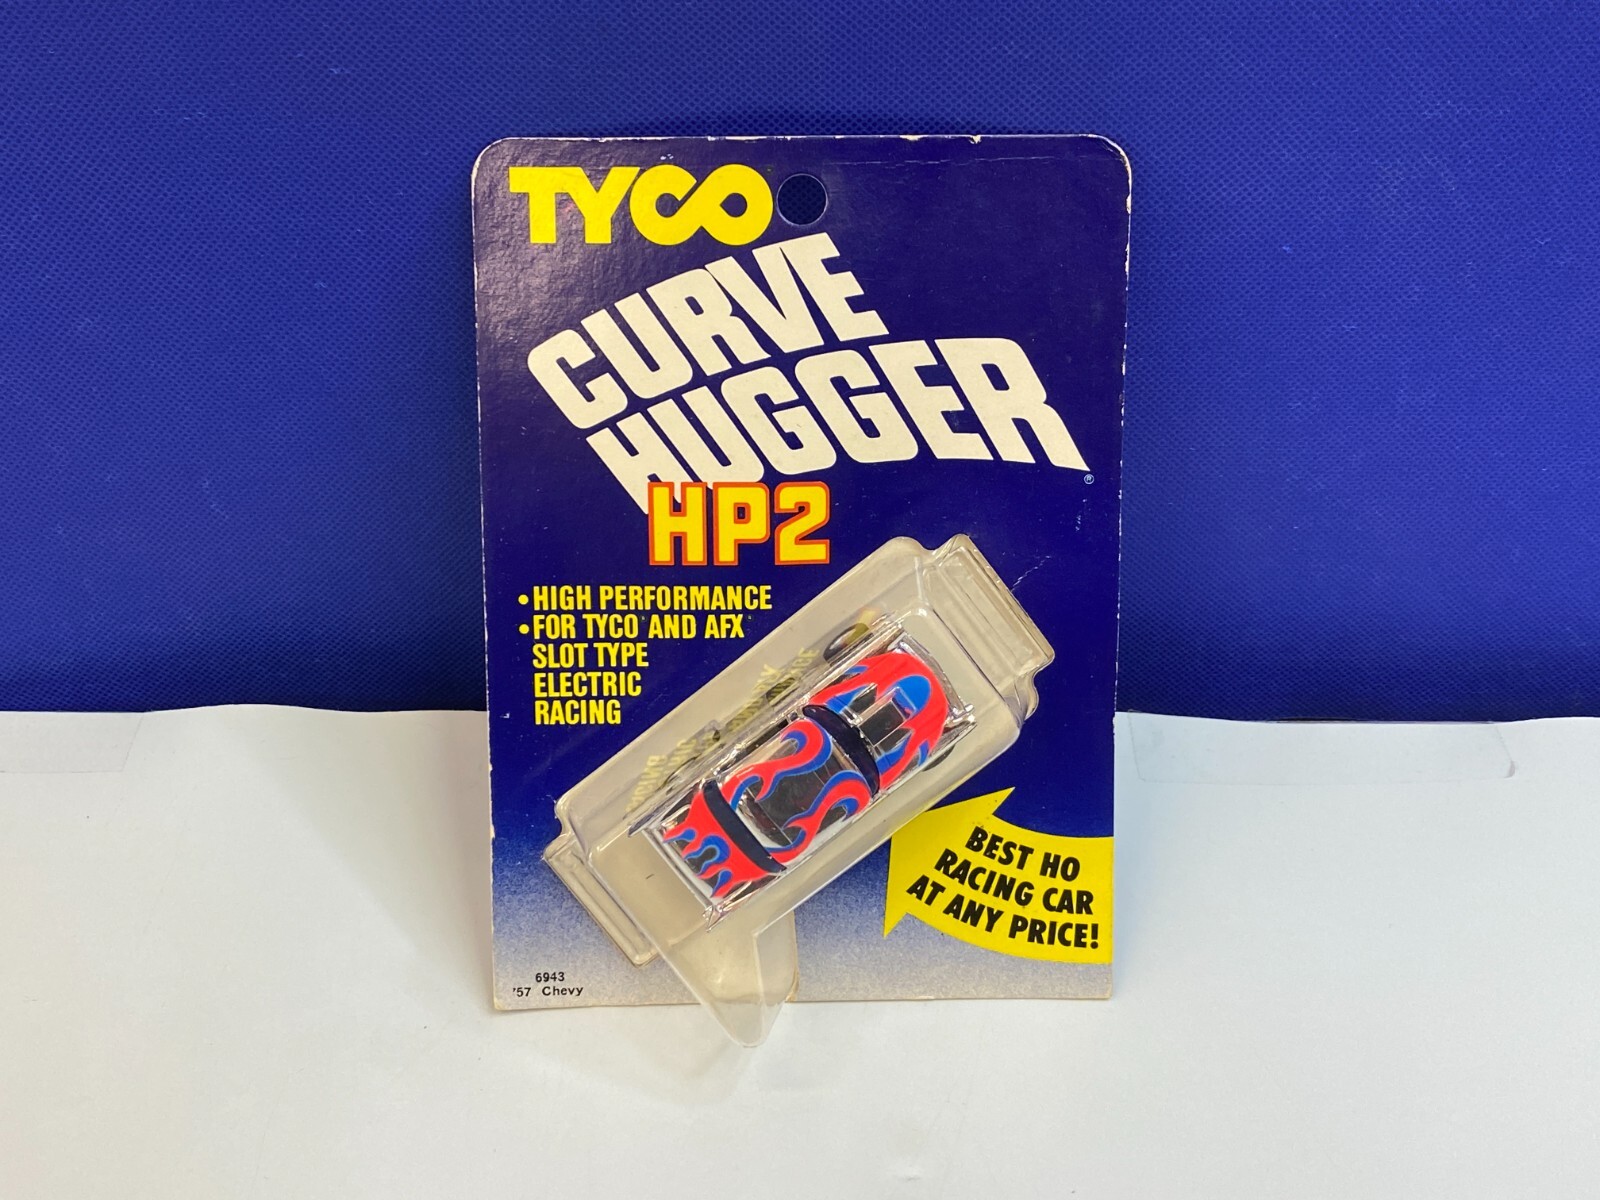 TYCO
CURVE
HUGGER®
HP2
• HIGH PERFORMANCE
• FOR TYCO AND AFX
SLOT TYPE
ELECTRIC
RACING
BEST HO
RACING CAR
AT ANY PRICE!
6943
'57 Chevy